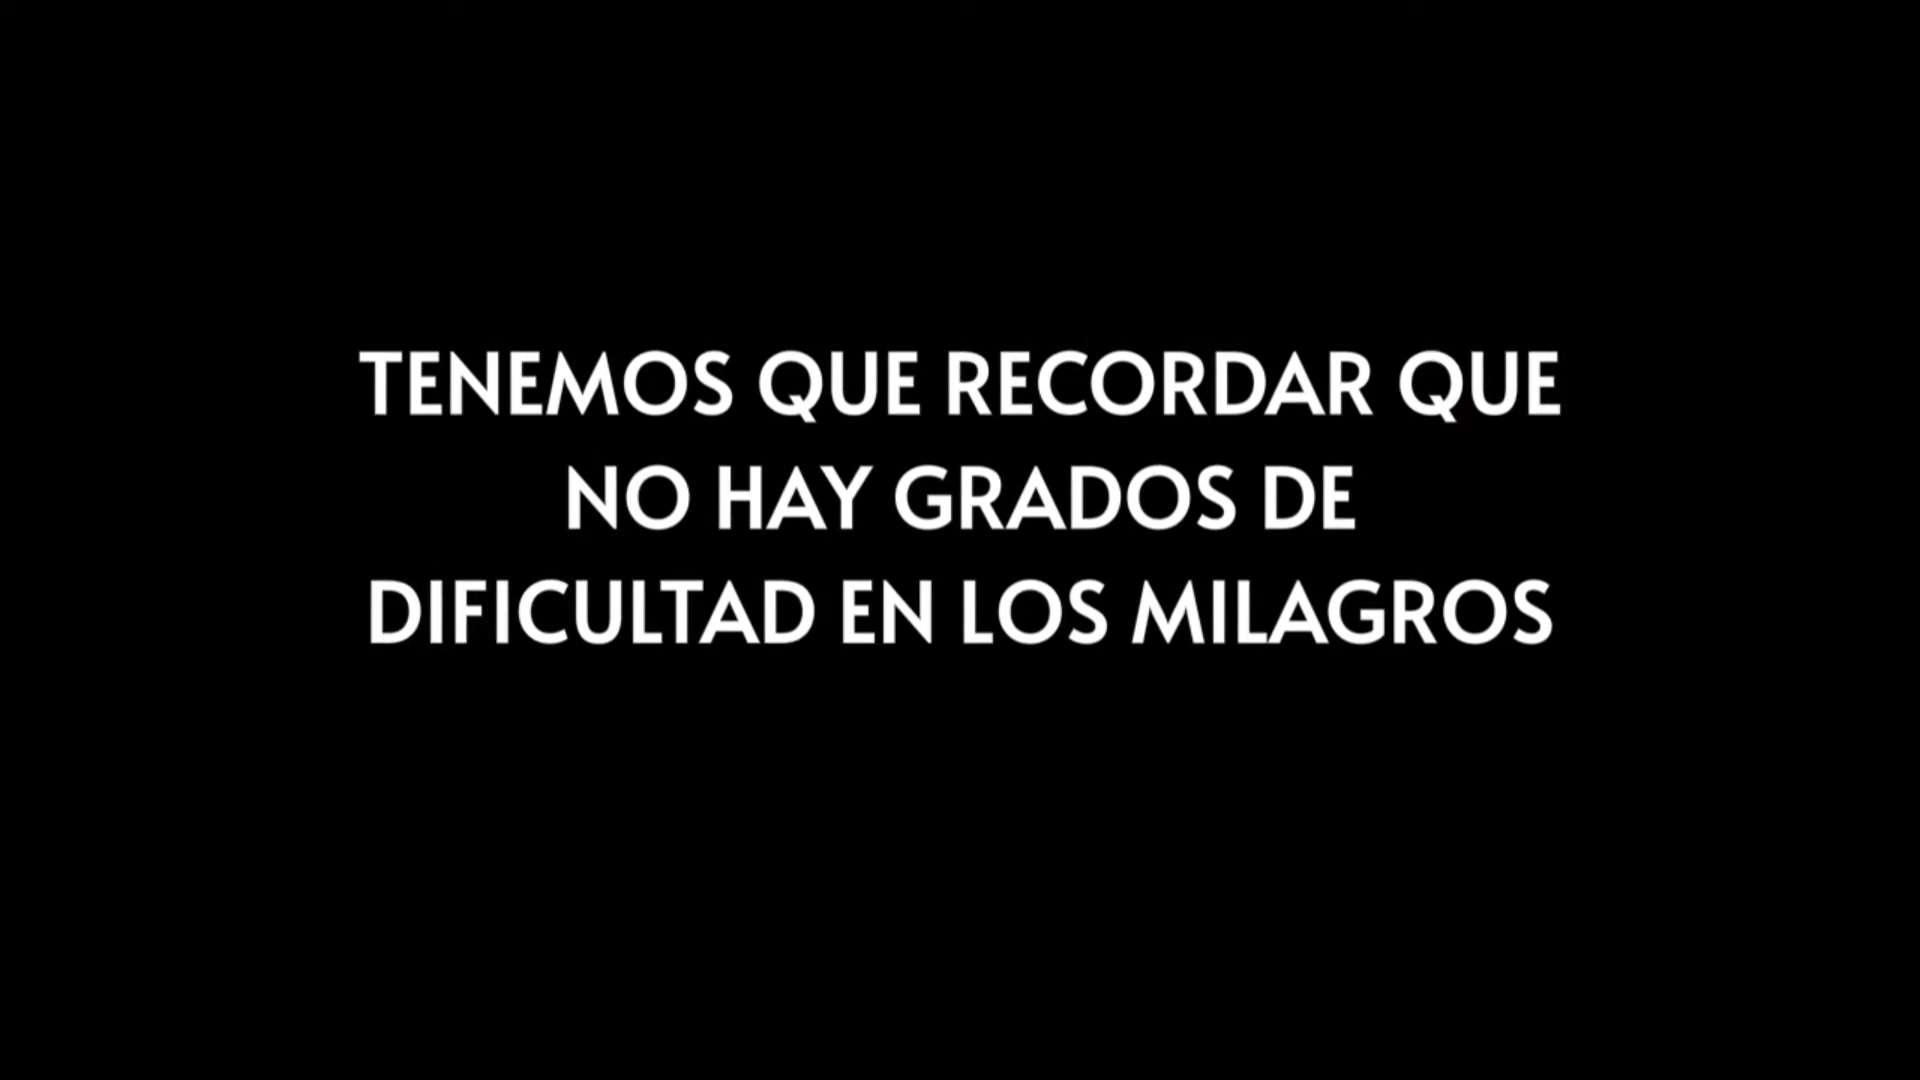 TENEMOS QUE RECORDAR QUE
NO HAY GRADOS DE
DIFICULTAD EN LOS MILAGROS